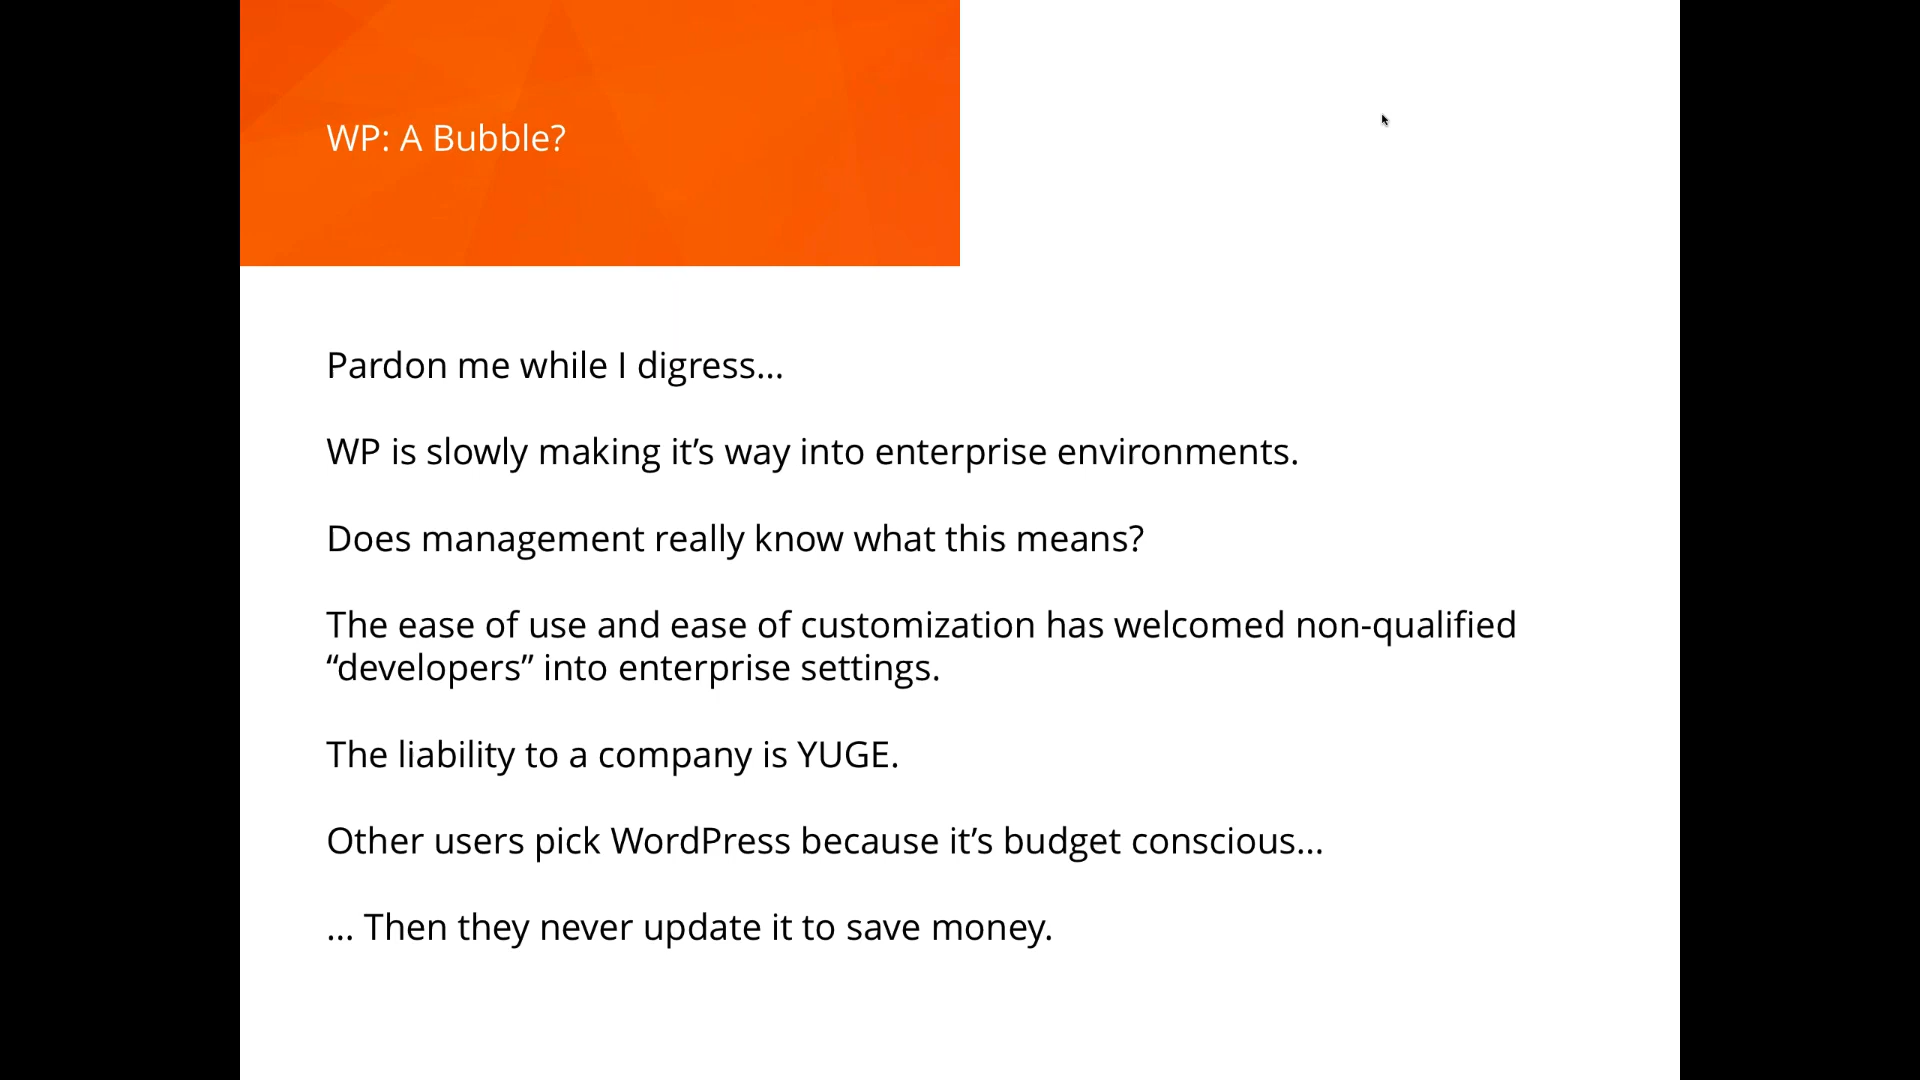 WP: A Bubble?
Pardon me while I digress...
WP is slowly making it’s way into enterprise environments.
Does management really know what this means?
The ease of use and ease of customization has welcomed non-qualified
“developers” into enterprise settings.
The liability to a company is YUGE.
Other users pick WordPress because it’s budget conscious...
... Then they never update it to save money.